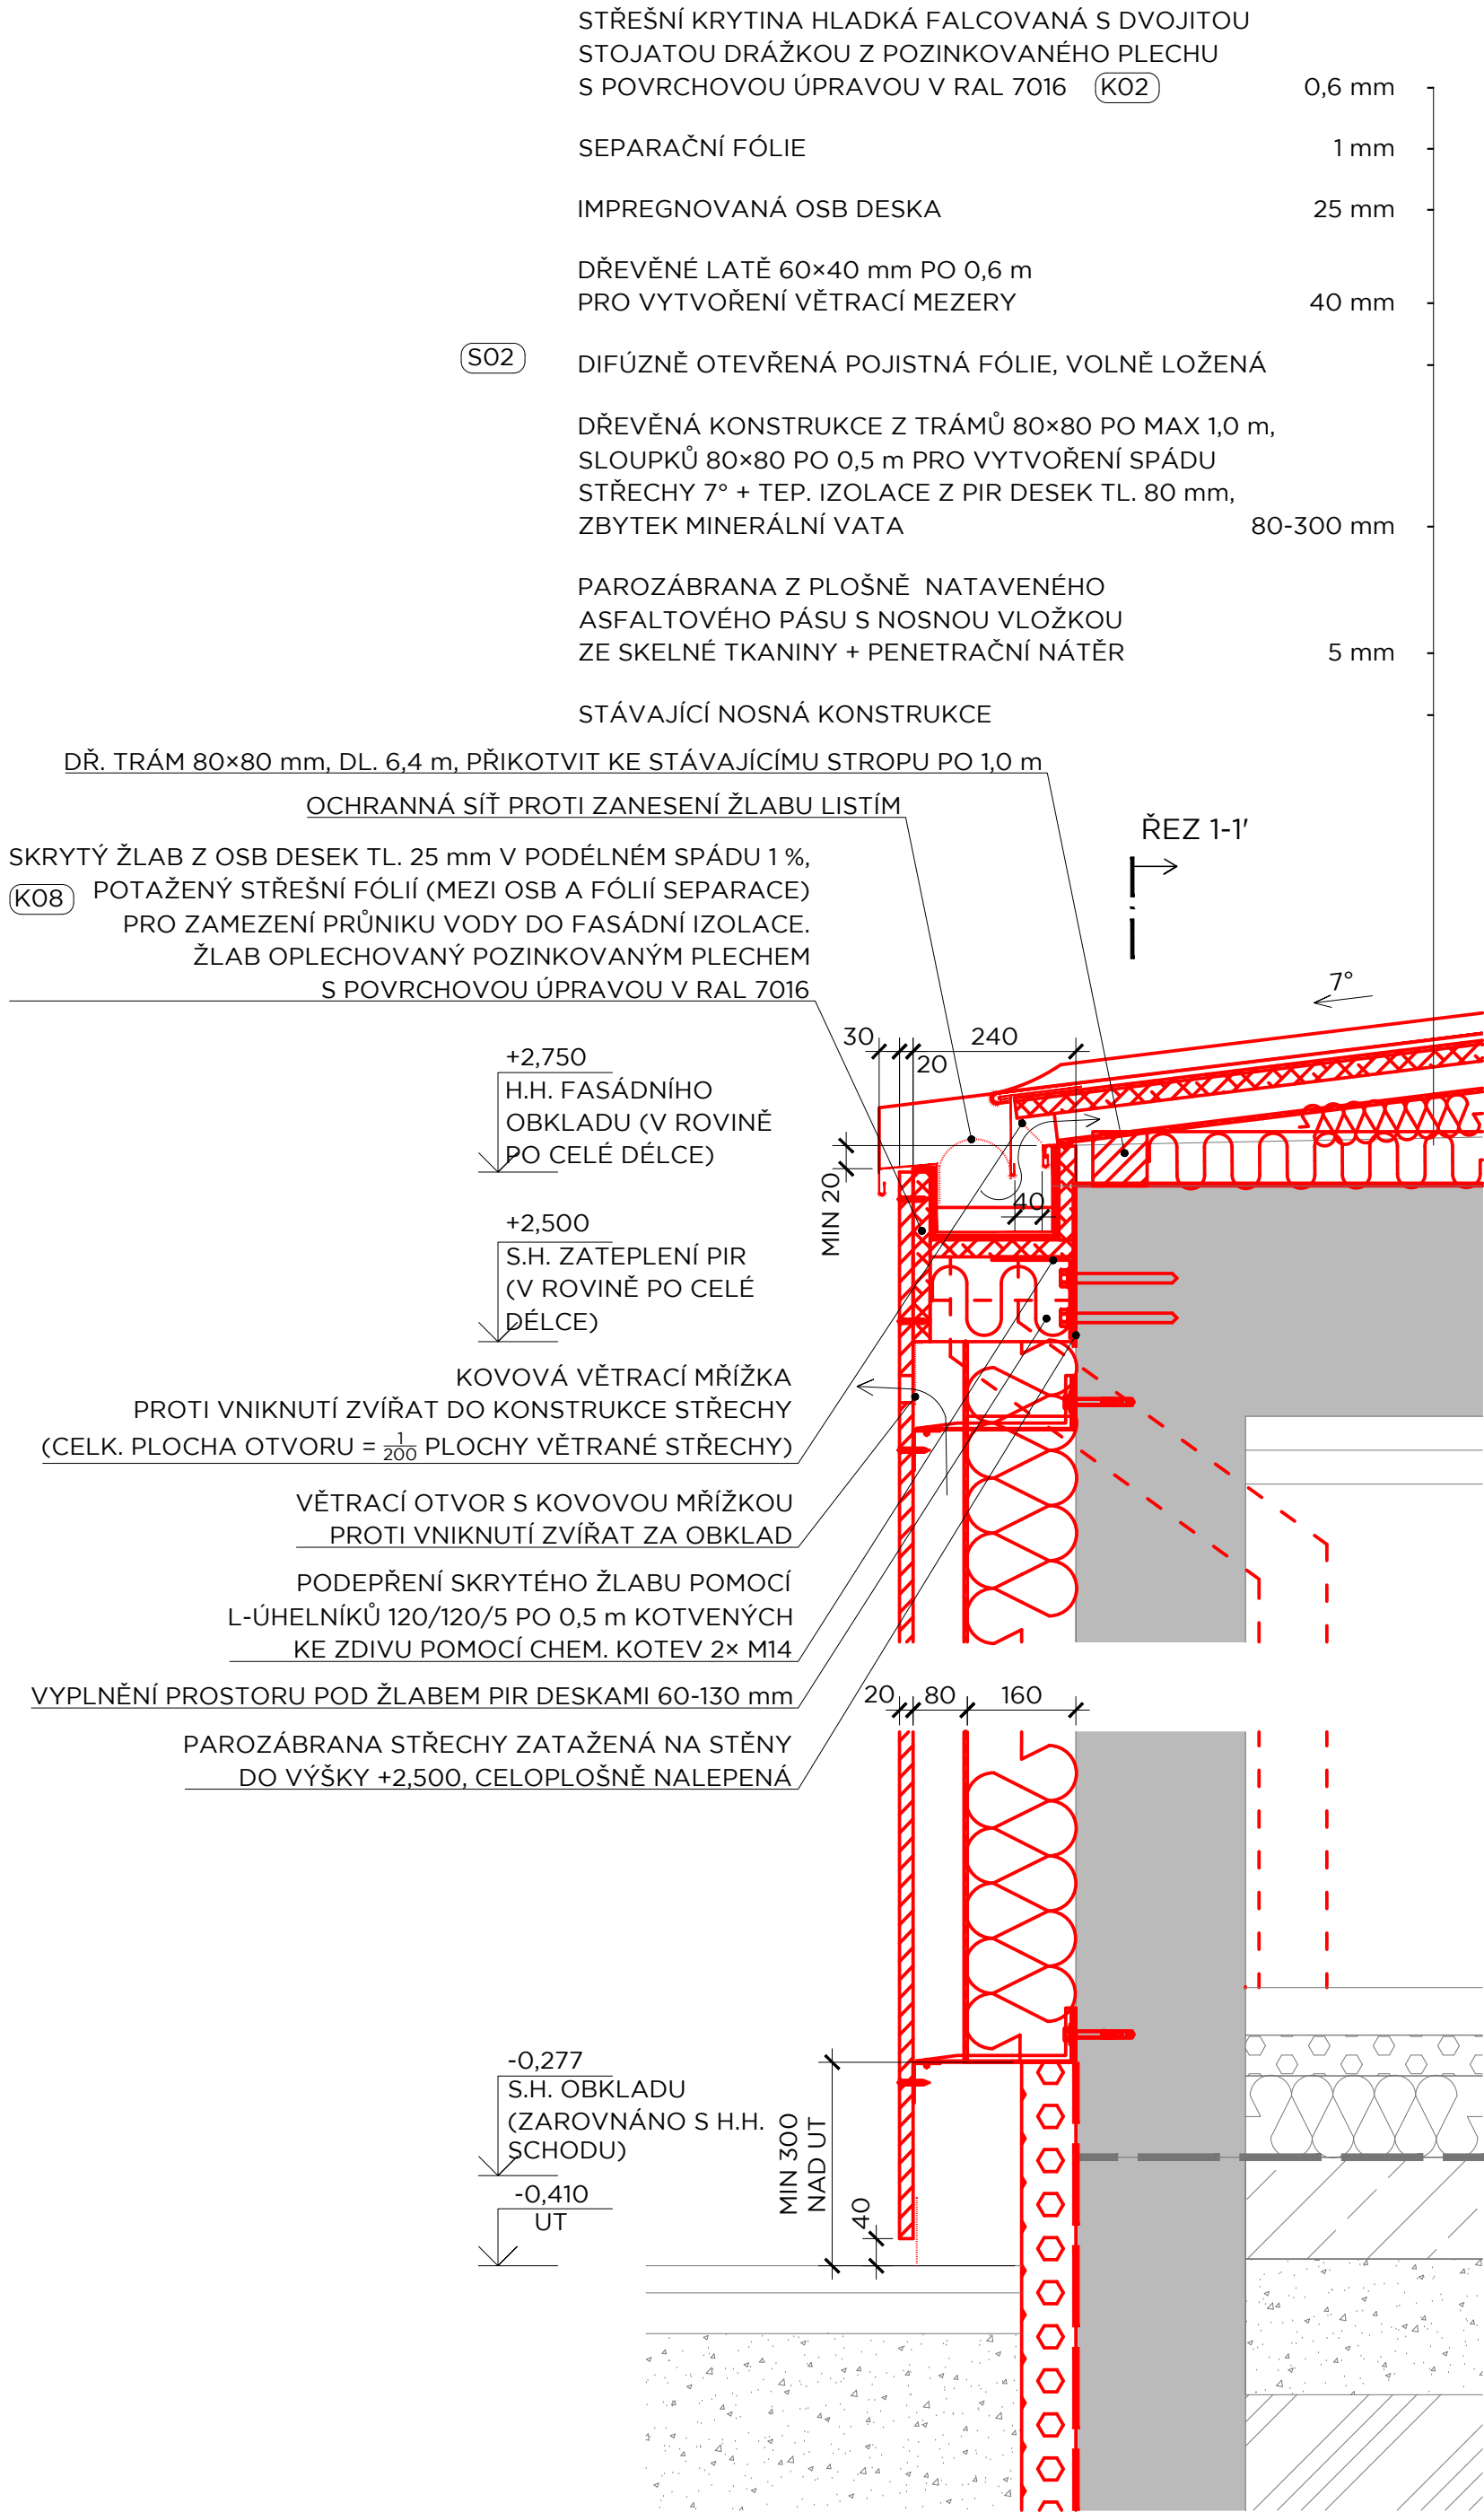 STŘEŠNÍ KRYTINA HLADKÁ FALCOVANÁ S DVOJITOU
STOJATOU DRÁŽKOU Z POZINKOVANÉHO PLECHU
S POVRCHOVOU ÚPRAVOU V RAL 7016 K02 0,6 mm
SEPARAČNÍ FÓLIE 1 mm
IMPREGNOVANÁ OSB DESKA 25 mm
DŘEVĚNÉ LATĚ 60×40 mm PO 0,6 m
PRO VYTVOŘENÍ VĚTRACÍ MEZERY 40 mm
S02 DIFÚZNĚ OTEVŘENÁ POJISTNÁ FÓLIE, VOLNĚ LOŽENÁ
DŘEVĚNÁ KONSTRUKCE Z TRÁMŮ 80×80 PO MAX 1,0 m,
SLOUPKŮ 80×80 PO 0,5 m PRO VYTVOŘENÍ SPÁDU
STŘECHY 7° + TEP. IZOLACE Z PIR DESEK TL. 80 mm,
ZBYTEK MINERÁLNÍ VATA 80-300 mm
PAROZÁBRANA Z PLOŠNĚ NATAVENÉHO
ASFALTOVÉHO PÁSU S NOSNOU VLOŽKOU
ZE SKELNÉ TKANINY + PENETRAČNÍ NÁTĚR 5 mm
STÁVAJÍCÍ NOSNÁ KONSTRUKCE
DŘ. TRÁM 80×80 mm, DL. 6,4 m, PŘIKOTVIT KE STÁVAJÍCÍMU STROPU PO 1,0 m
OCHRANNÁ SÍŤ PROTI ZANESENÍ ŽLABU LISTÍM
ŘEZ 1-1'
SKRYTÝ ŽLAB Z OSB DESEK TL. 25 mm V PODÉLNÉM SPÁDU 1 %,
K08 POTAŽENÝ STŘEŠNÍ FÓLIÍ (MEZI OSB A FÓLIÍ SEPARACE)
PRO ZAMEZENÍ PRŮNIKU VODY DO FASÁDNÍ IZOLACE.
ŽLAB OPLECHOVANÝ POZINKOVANÝM PLECHEM
S POVRCHOVOU ÚPRAVOU V RAL 7016
7°
30 240
20
+2,750
H.H. FASÁDNÍHO
OBKLADU (V ROVINĚ
PO CELÉ DÉLCE)
MIN 20
40
+2,500
S.H. ZATEPLENÍ PIR
(V ROVINĚ PO CELÉ
DÉLCE)
KOVOVÁ VĚTRACÍ MŘÍŽKA
PROTI VNIKNUTÍ ZVÍŘAT DO KONSTRUKCE STŘECHY
(CELK. PLOCHA OTVORU = 1/200 PLOCHY VĚTRANÉ STŘECHY)
VĚTRACÍ OTVOR S KOVOVOU MŘÍŽKOU
PROTI VNIKNUTÍ ZVÍŘAT ZA OBKLAD
PODEPŘENÍ SKRYTÉHO ŽLABU POMOCÍ
L-ÚHELNÍKŮ 120/120/5 PO 0,5 m KOTVENÝCH
KE ZDIVU POMOCÍ CHEM. KOTEV 2× M14
VYPLNĚNÍ PROSTORU POD ŽLABEM PIR DESKAMI 60-130 mm
20 80 160
PAROZÁBRANA STŘECHY ZATAŽENÁ NA STĚNY
DO VÝŠKY +2,500, CELOPLOŠNĚ NALEPENÁ
-0,277
S.H. OBKLADU
(ZAROVNÁNO S H.H.
SCHODU)
MIN 300
NAD UT
40
-0,410
UT